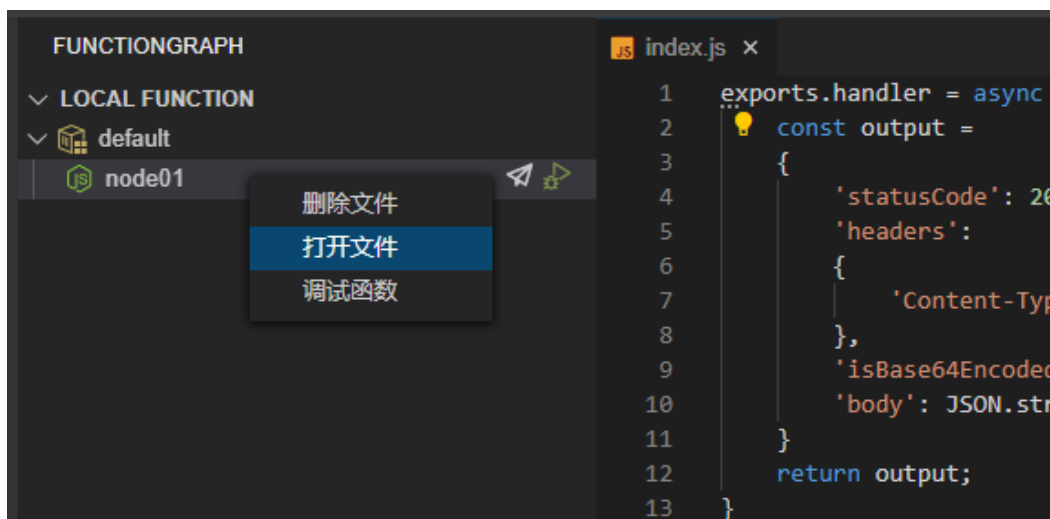 FUNCTIONGRAPH
LOCAL FUNCTION
default
JS node01
删除文件
打开文件
调试函数
JS index.js ×
1 exports.handler = async
2 const output =
3 {
4 'statusCode': 20
5 'headers':
6 {
7 'Content-Typ
8 },
9 'isBase64Encoded
10 'body': JSON.str
11 }
12 return output;
13 }